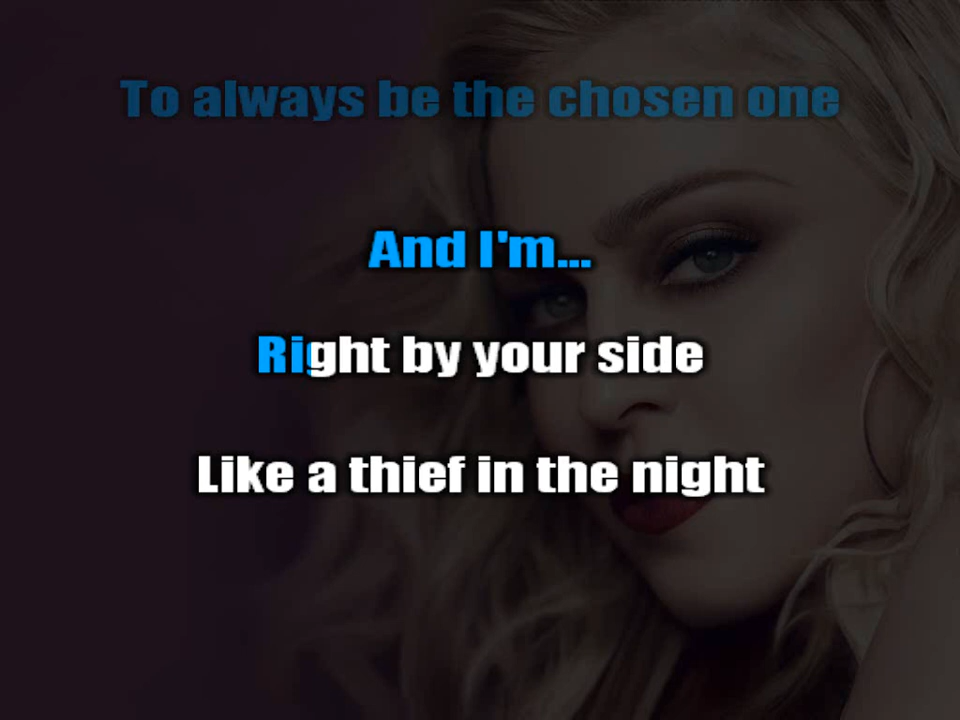 To always be the chosen one
And I'm...
Right by your side
Like a thief in the night